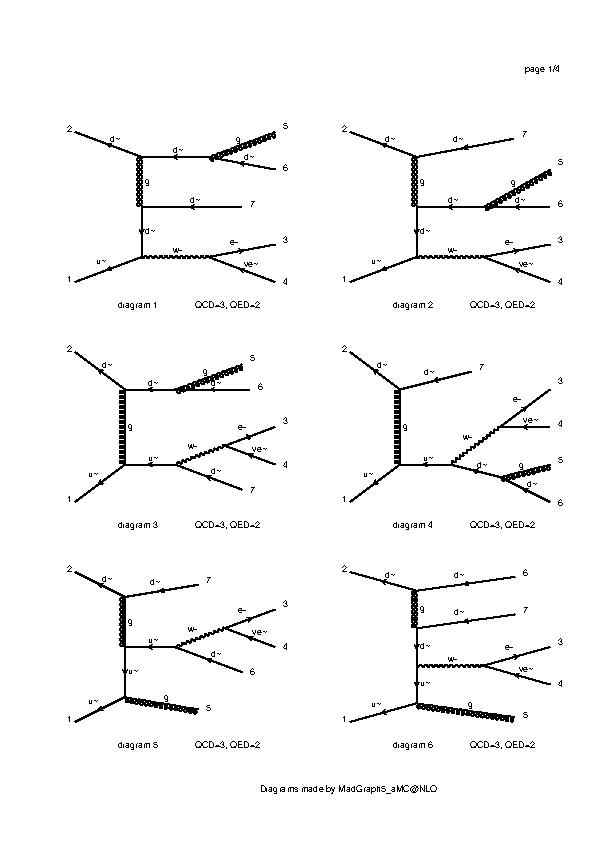 page 1/4
2
d~
g
d~
g
5
d~
6
d~
7
d~
u~
w-
e-
3
ve~
4
1
diagram 1 QCD=3, QED=2
2
d~
g
d~
7
d~
g
5
d~
6
d~
u~
w-
e-
3
ve~
4
1
diagram 2 QCD=3, QED=2
2
d~
g
d~
g
5
d~
6
u~
u~
w-
e-
3
ve~
4
d~
7
1
diagram 3 QCD=3, QED=2
2
d~
g
d~
7
u~
u~
w-
e-
3
ve~
4
d~
g
5
d~
6
1
diagram 4 QCD=3, QED=2
2
d~
g
d~
7
u~
w-
e-
3
ve~
4
d~
6
u~
u~
g
5
1
diagram 5 QCD=3, QED=2
2
d~
g
d~
6
d~
7
d~
w-
e-
3
ve~
4
u~
u~
g
5
1
diagram 6 QCD=3, QED=2
Diagrams made by MadGraph5_aMC@NLO